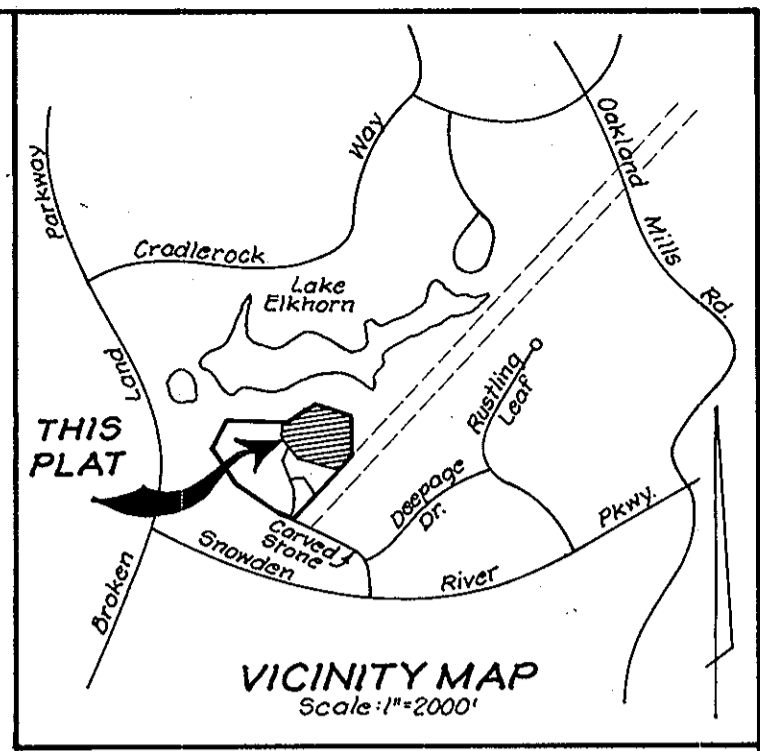 Parkway
Land
Broken
Way
Cradlerock
Lake
Elkhorn
Oakland
Mills
Rd.
Rustling
Leaf
THIS
PLAT
Deepage
Dr.
Carved
Stone
Snowden
River
Pkwy.
VICINITY MAP
Scale: 1"=2000'